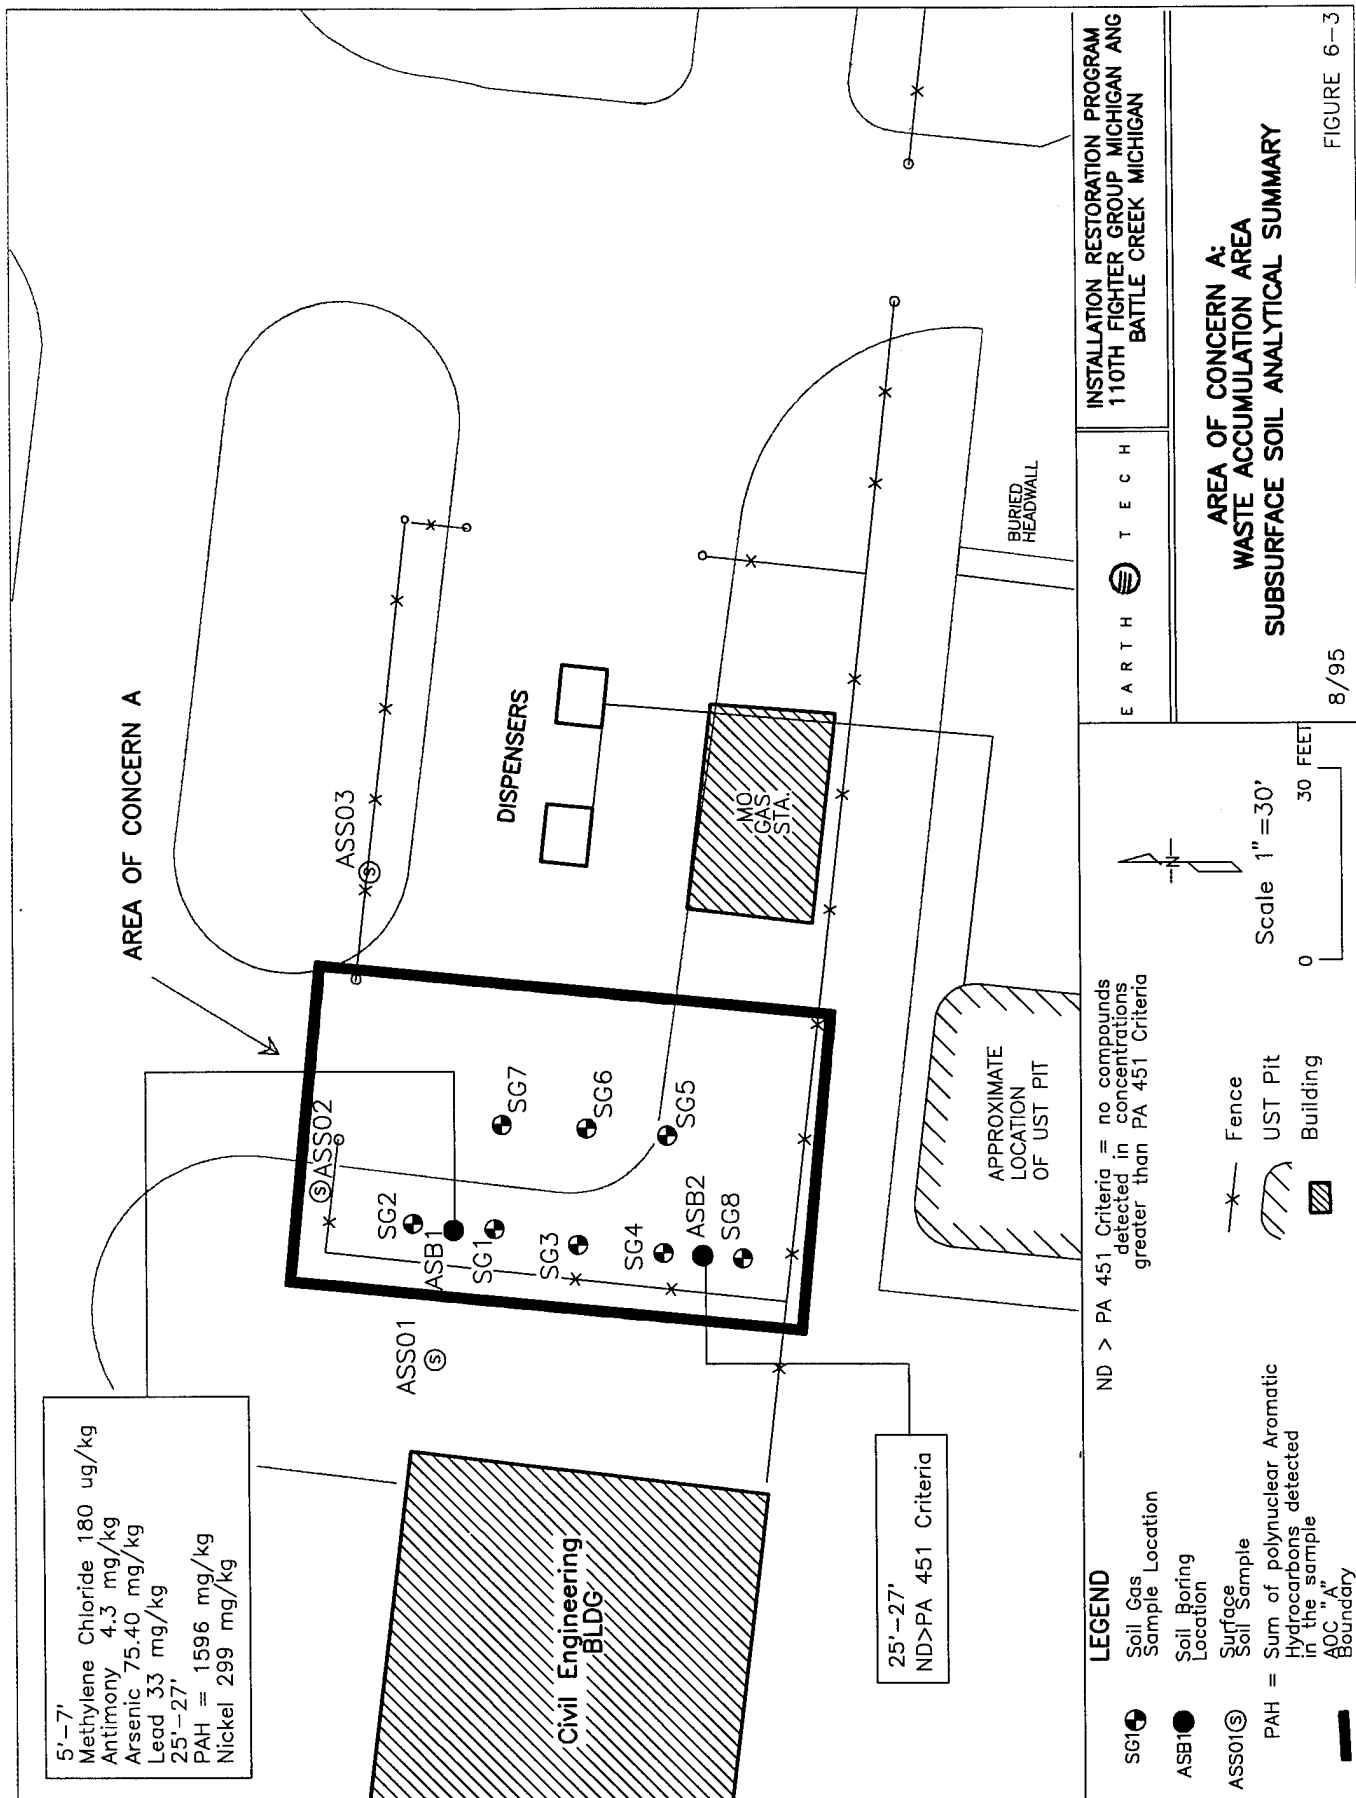 5'-7'
Methylene Chloride 180 ug/kg
Antimony 4.3 mg/kg
Arsenic 75.40 mg/kg
Lead 33 mg/kg
25'-27'
PAH = 1596 mg/kg
Nickel 299 mg/kg
AREA OF CONCERN A
ASS02
ASS03
ASS01
SG2
ASB1
SG1
SG7
SG3
SG6
SG4
SG5
ASB2
SG8
DISPENSERS
Civil Engineering
BLDG
MO
GAS
STA.
25'-27'
ND>PA 451 Criteria
APPROXIMATE
LOCATION
OF UST PIT
BURIED
HEADWALL
LEGEND
SG1
Soil Gas
Sample Location
ASB1
Soil Boring
Location
ASS01
S
Surface
Soil Sample
PAH = Sum of polynuclear Aromatic
Hydrocarbons detected
in the sample
AOC "A"
Boundary
ND > PA 451 Criteria = no compounds
detected in concentrations
greater than PA 451 Criteria
Fence
UST Pit
Building
N
Scale 1"=30'
0
30 FEET
EARTH TECH
INSTALLATION RESTORATION PROGRAM
110TH FIGHTER GROUP MICHIGAN ANG
BATTLE CREEK MICHIGAN
AREA OF CONCERN A:
WASTE ACCUMULATION AREA
SUBSURFACE SOIL ANALYTICAL SUMMARY
8/95
FIGURE 6-3